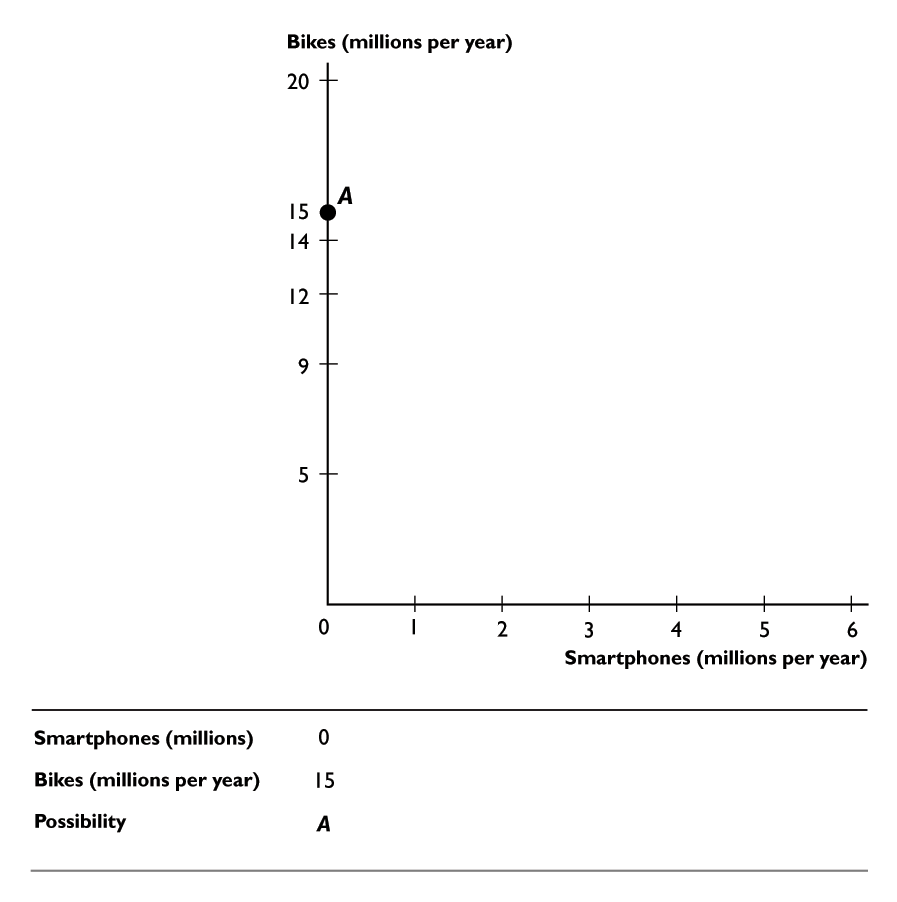 Bikes (millions per year)
20
A
15
14
12
9
5
0 1 2 3 4 5 6
Smartphones (millions per year)
Smartphones (millions) 0
Bikes (millions per year) 15
Possibility A